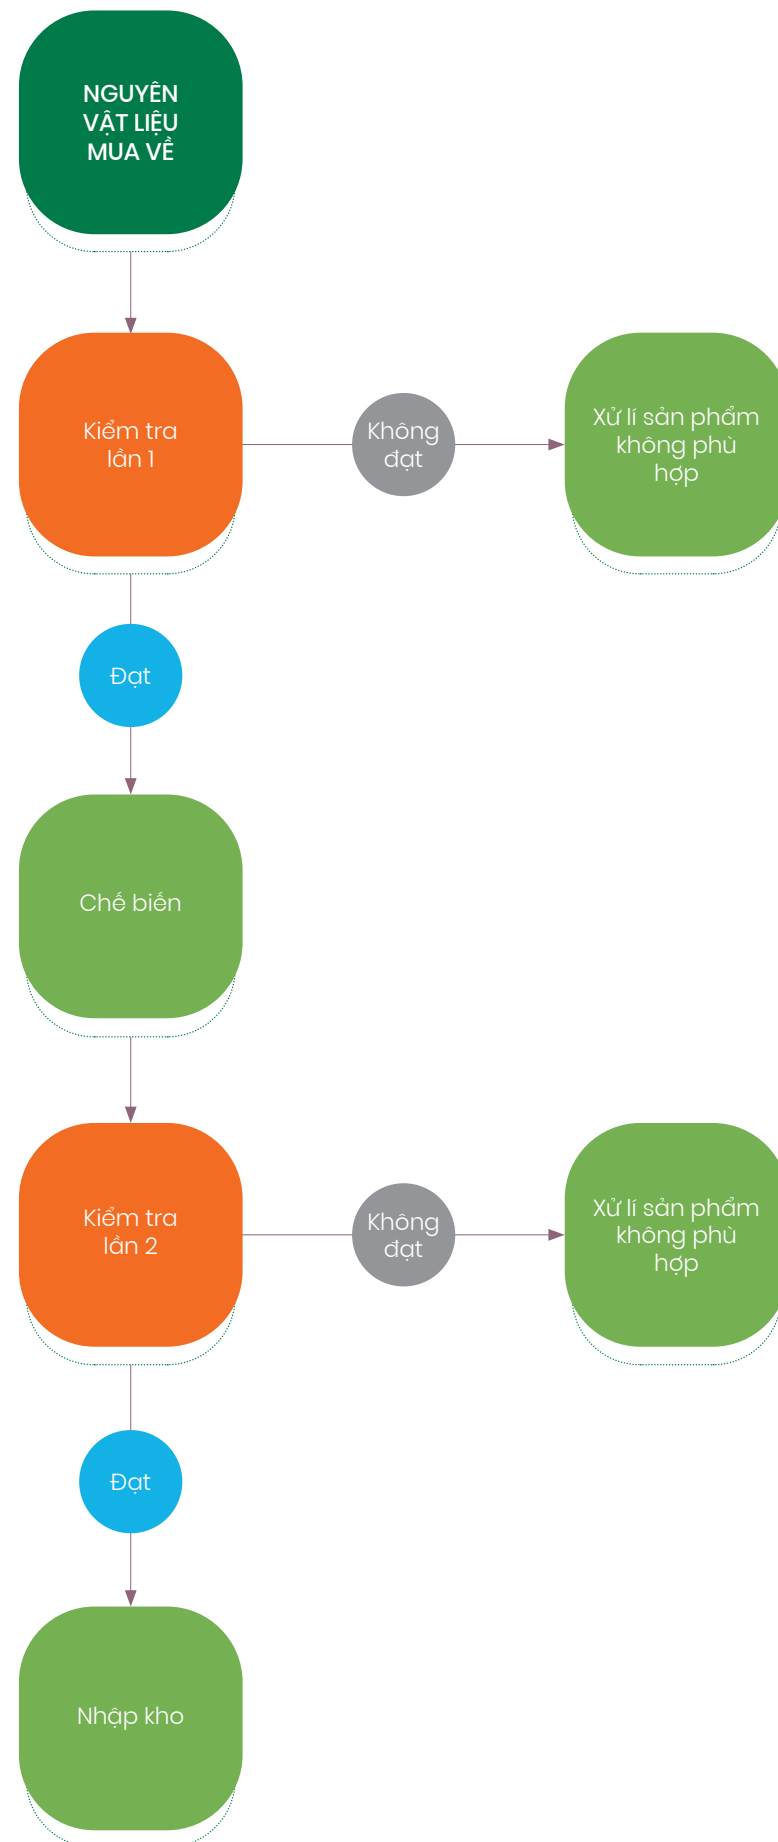 NGUYÊN
VẬT LIỆU
MUA VỀ
Kiểm tra
lần 1
Không
đạt
Xử lí sản phẩm
không phù
hợp
Đạt
Chế biến
Kiểm tra
lần 2
Không
đạt
Xử lí sản phẩm
không phù
hợp
Đạt
Nhập kho